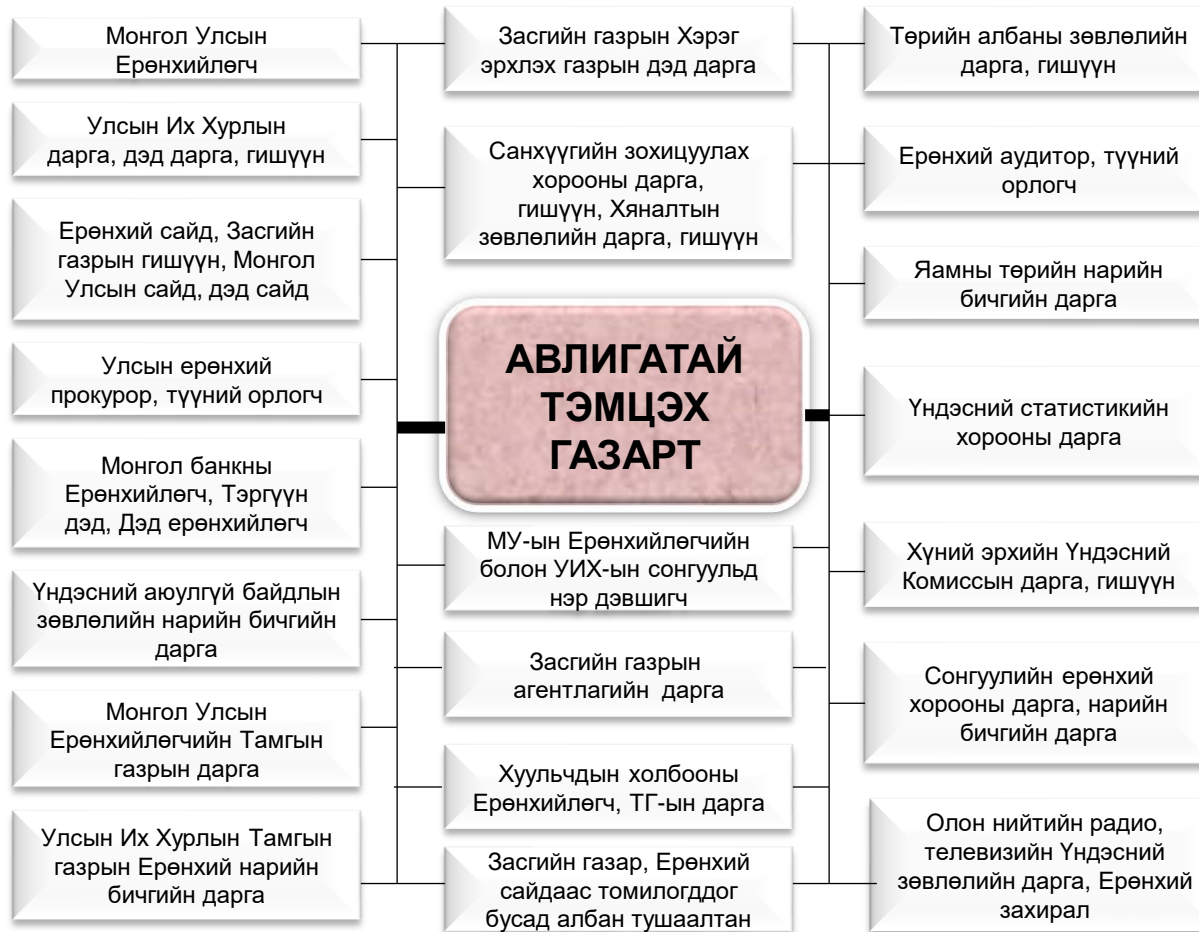 Монгол Улсын
Ерөнхийлөгч
Улсын Их Хурлын
дарга, дэд дарга, гишүүн
Ерөнхий сайд, Засгийн
газрын гишүүн, Монгол
Улсын сайд, дэд сайд
Улсын ерөнхий
прокурор, түүний орлогч
Монгол банкны
Ерөнхийлөгч, Тэргүүн
дэд, Дэд ерөнхийлөгч
Үндэсний аюулгүй байдлын
зөвлөлийн нарийн бичгийн
дарга
Монгол Улсын
Ерөнхийлөгчийн Тамгын
газрын дарга
Улсын Их Хурлын Тамгын
газрын Ерөнхий нарийн
бичгийн дарга
Засгийн газрын Хэрэг
эрхлэх газрын дэд дарга
Санхүүгийн зохицуулах
хорооны дарга,
гишүүн, Хяналтын
зөвлөлийн дарга, гишүүн
АВЛИГАТАЙ
ТЭМЦЭХ
ГАЗАРТ
МУ-ын Ерөнхийлөгчийн
болон УИХ-ын сонгуульд
нэр дэвшигч
Засгийн газрын
агентлагийн дарга
Хуульчдын холбооны
Ерөнхийлөгч, ТГ-ын дарга
Засгийн газар, Ерөнхий
сайдаас томилогддог
бусад албан тушаалтан
Төрийн албаны зөвлөлийн
дарга, гишүүн
Ерөнхий аудитор, түүний
орлогч
Яамны төрийн нарийн
бичгийн дарга
Үндэсний статистикийн
хорооны дарга
Хүний эрхийн Үндэсний
Комиссын дарга, гишүүн
Сонгуулийн ерөнхий
хорооны дарга, нарийн
бичгийн дарга
Олон нийтийн радио,
телевизийн Үндэсний
зөвлөлийн дарга, Ерөнхий
захирал